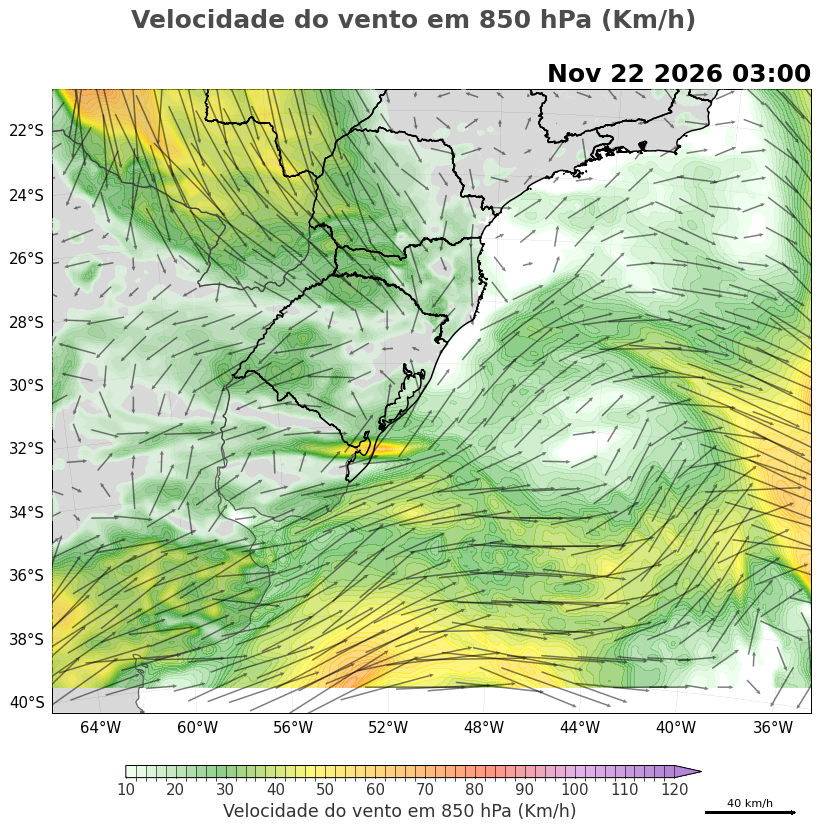 Velocidade do vento em 850 hPa (Km/h)
Nov 22 2026 03:00
22°S
24°S
26°S
28°S
30°S
32°S
34°S
36°S
38°S
40°S
64°W 60°W 56°W 52°W 48°W 44°W 40°W 36°W
10 20 30 40 50 60 70 80 90 100 110 120
Velocidade do vento em 850 hPa (Km/h)
40 km/h